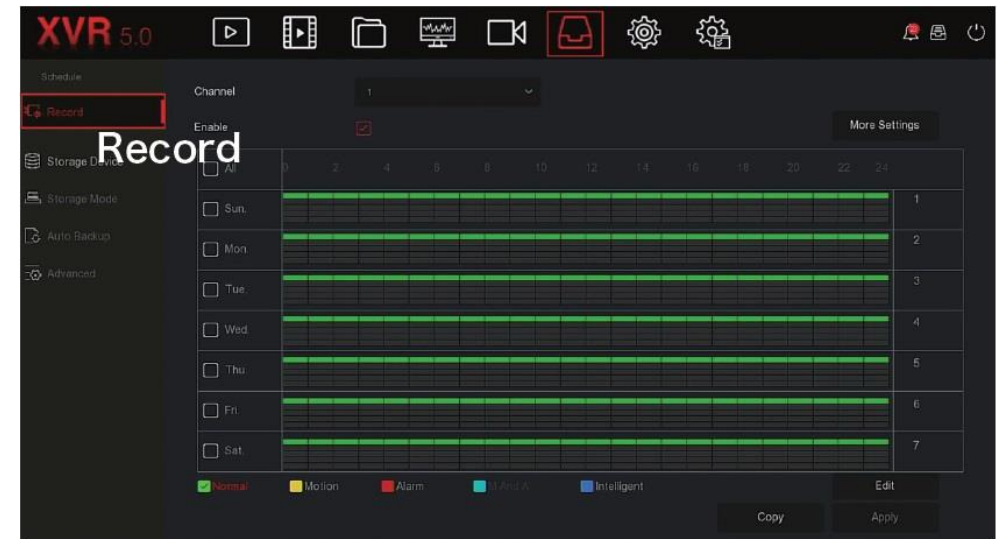 XVR 5.0
Schedule
Record
Storage Device
Storage Mode
Auto Backup
Advanced
Record
Channel 1
Enable
More Settings
All 0 2 4 6 8 10 12 14 16 18 20 22 24
Sun. 1
Mon. 2
Tue. 3
Wed. 4
Thu. 5
Fri. 6
Sat. 7
Normal Motion Alarm M And A Intelligent
Edit
Copy Apply